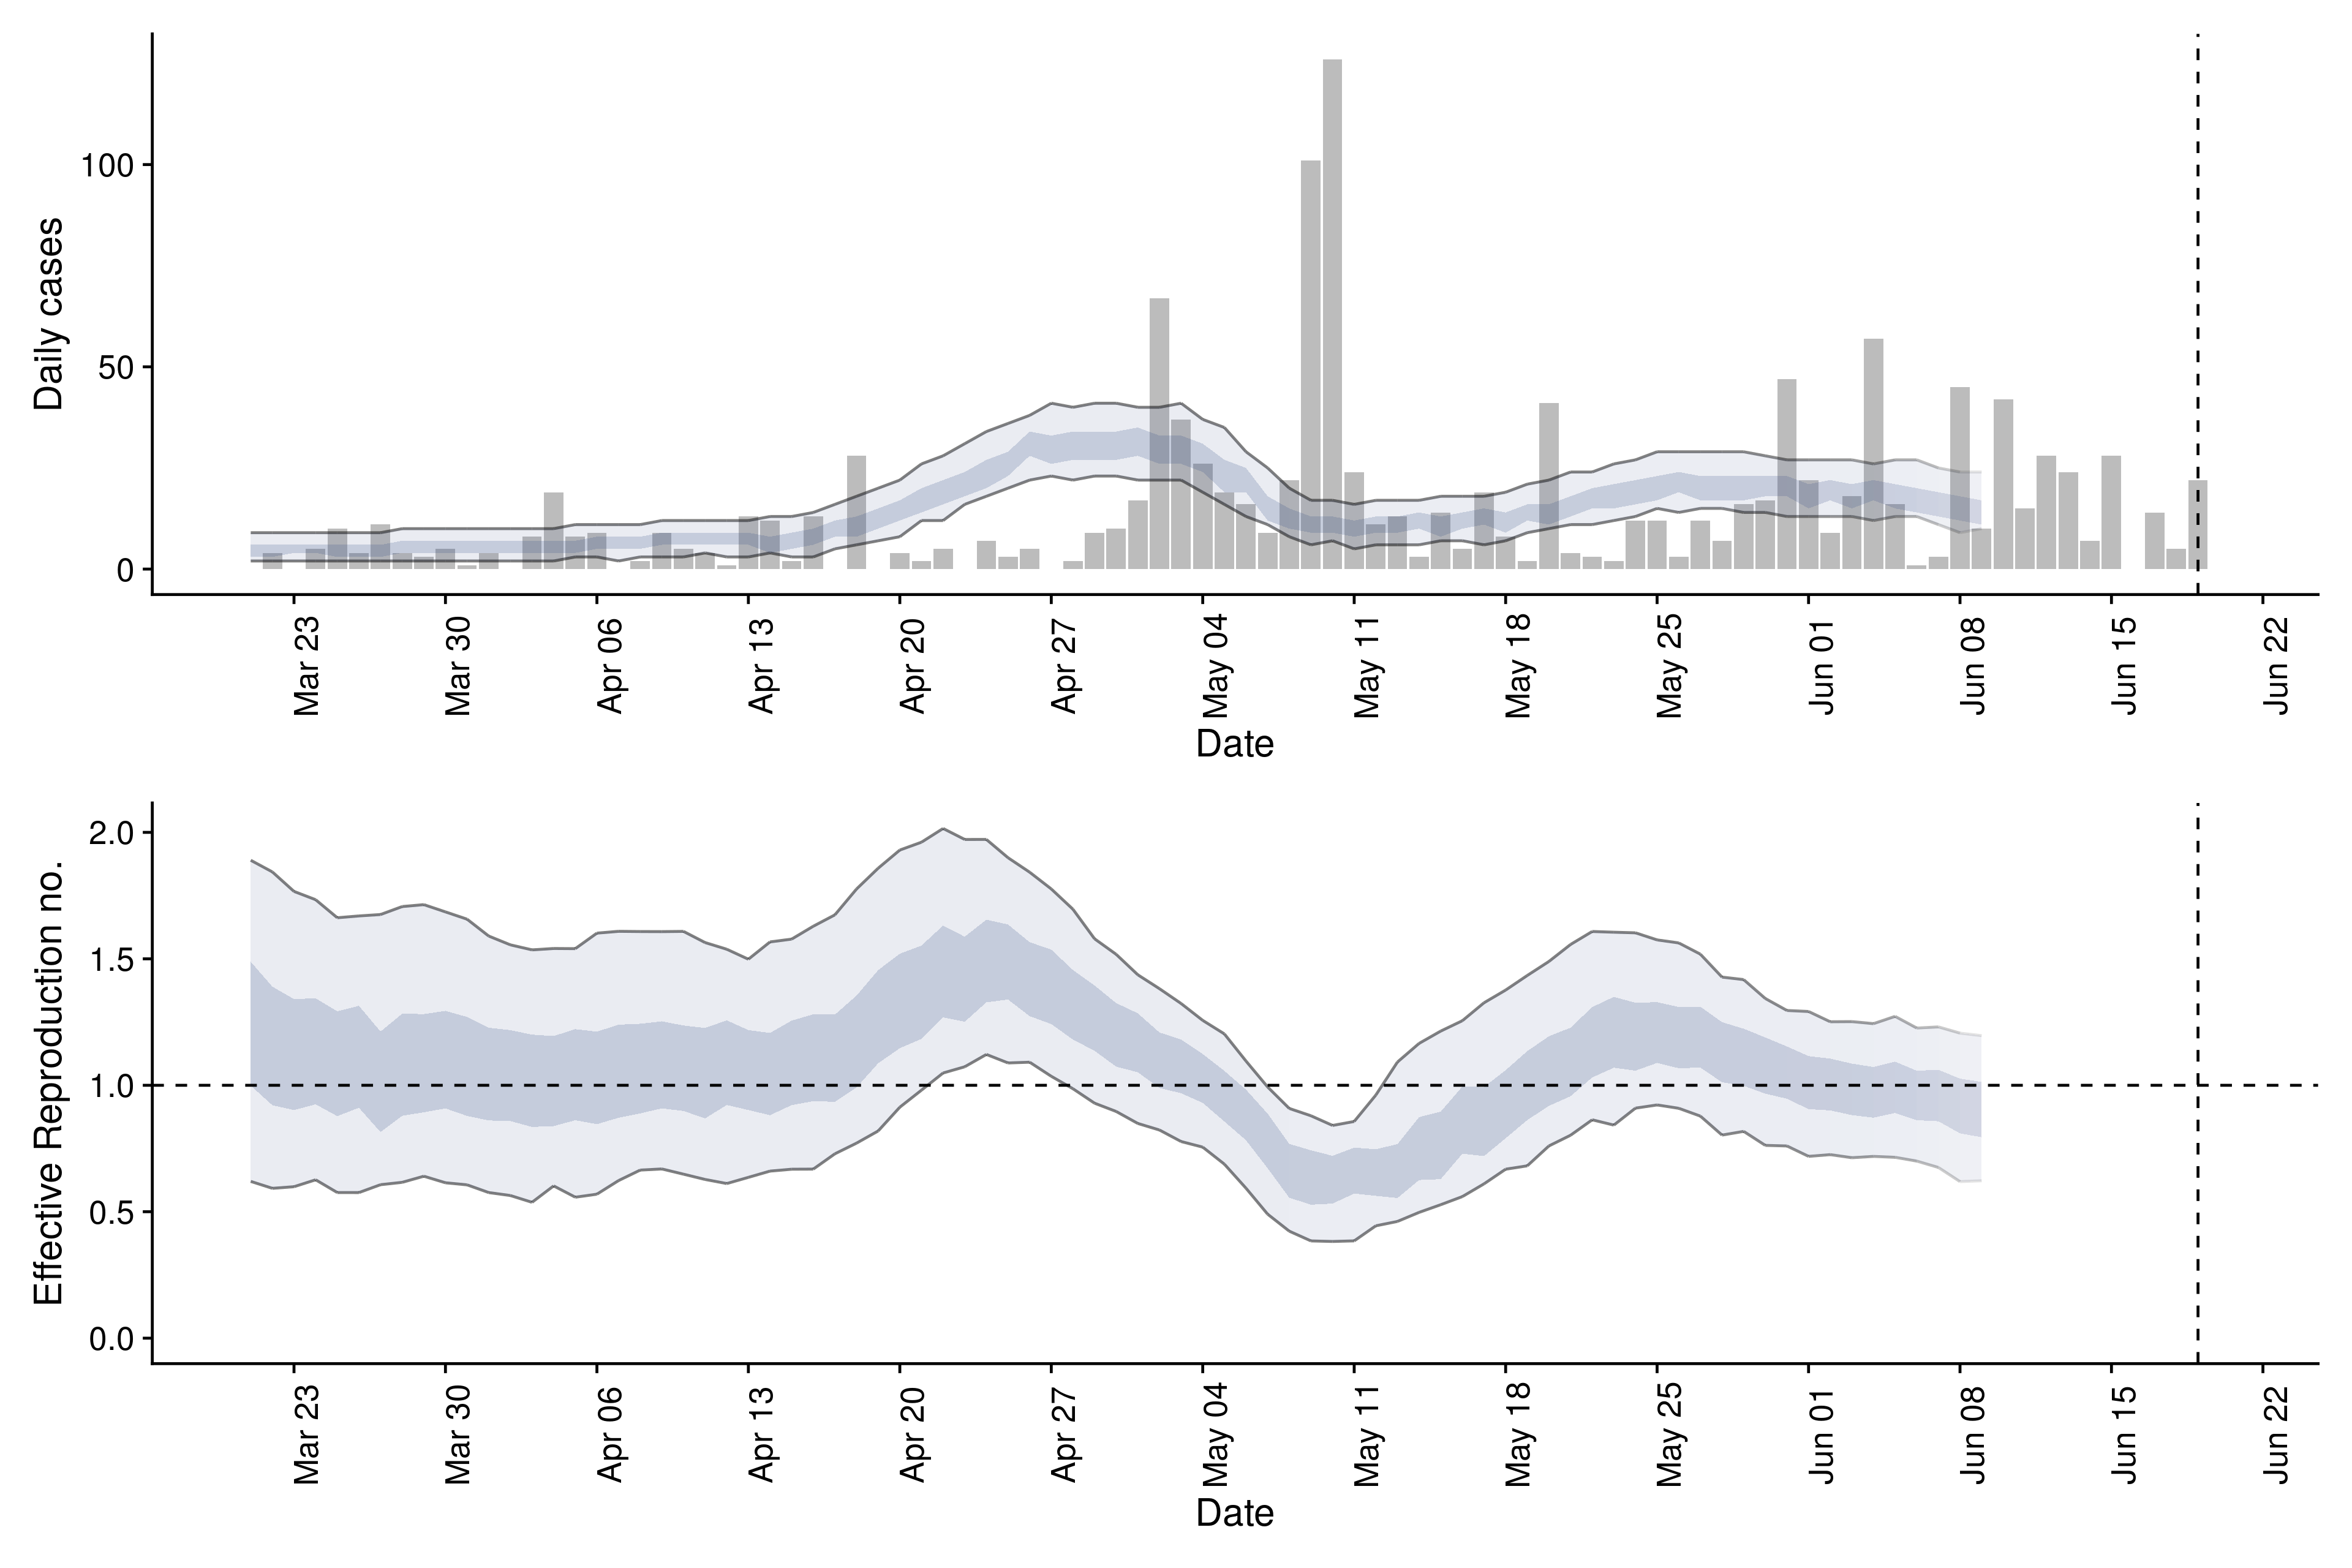 Daily cases
100
50
0
Mar 23
Mar 30
Apr 06
Apr 13
Apr 20
Apr 27
May 04
May 11
May 18
May 25
Jun 01
Jun 08
Jun 15
Jun 22
Date
Effective Reproduction no.
2.0
1.5
1.0
0.5
0.0
Mar 23
Mar 30
Apr 06
Apr 13
Apr 20
Apr 27
May 04
May 11
May 18
May 25
Jun 01
Jun 08
Jun 15
Jun 22
Date